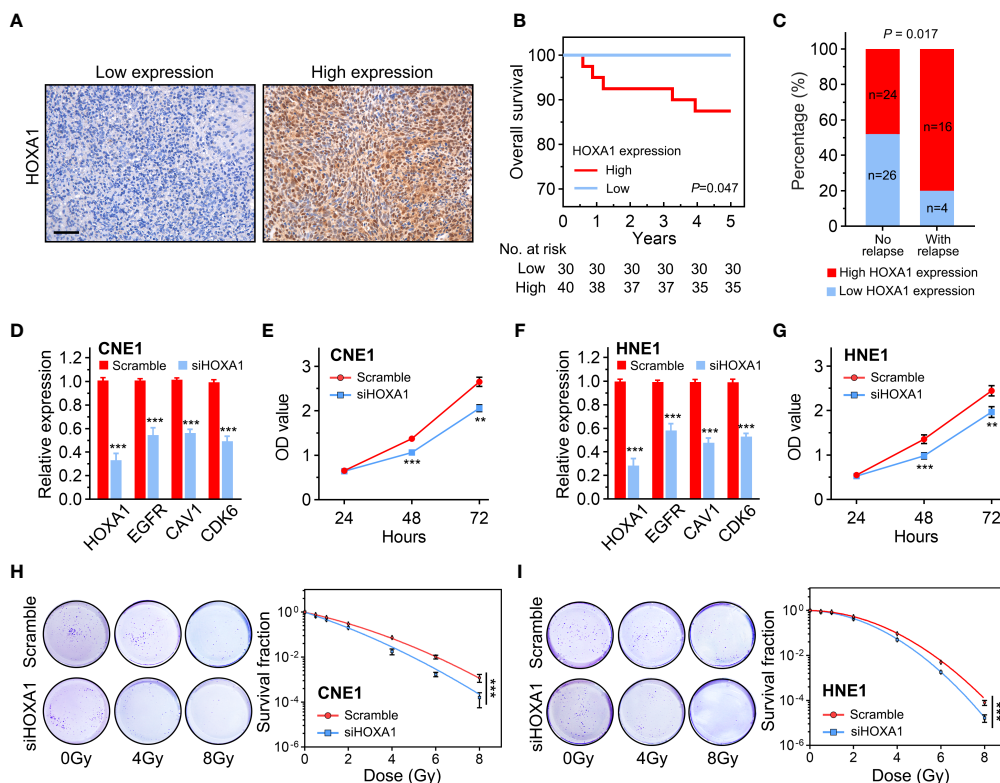 A
Low expression
High expression
HOXA1
B
Overall survival
100
90
80
70
HOXA1 expression
High
Low
P=0.047
0 1 2 3 4 5
Years
No. at risk
Low 30 30 30 30 30 30
High 40 38 37 37 35 35
C
P = 0.017
Percentage (%)
100
80
60
40
20
0
n=24
n=16
n=26
n=4
No relapse
With relapse
High HOXA1 expression
Low HOXA1 expression
D
CNE1
Scramble siHOXA1
Relative expression
1.2
1.0
0.8
0.6
0.4
0.2
0.0
*** *** *** ***
HOXA1 EGFR CAV1 CDK6
E
CNE1
Scramble
siHOXA1
OD value
3
2
1
0
***
**
24 48 72
Hours
F
HNE1
Scramble siHOXA1
Relative expression
1.2
1.0
0.8
0.6
0.4
0.2
0.0
*** *** *** ***
HOXA1 EGFR CAV1 CDK6
G
HNE1
Scramble
siHOXA1
OD value
3
2
1
0
***
**
24 48 72
Hours
H
Scramble
siHOXA1
0Gy 4Gy 8Gy
Survival fraction
10^0
10^-2
10^-4
10^-6
CNE1
Scramble
siHOXA1
***
0 2 4 6 8
Dose (Gy)
I
Scramble
siHOXA1
0Gy 4Gy 8Gy
Survival fraction
10^0
10^-2
10^-4
10^-6
HNE1
Scramble
siHOXA1
***
0 2 4 6 8
Dose (Gy)